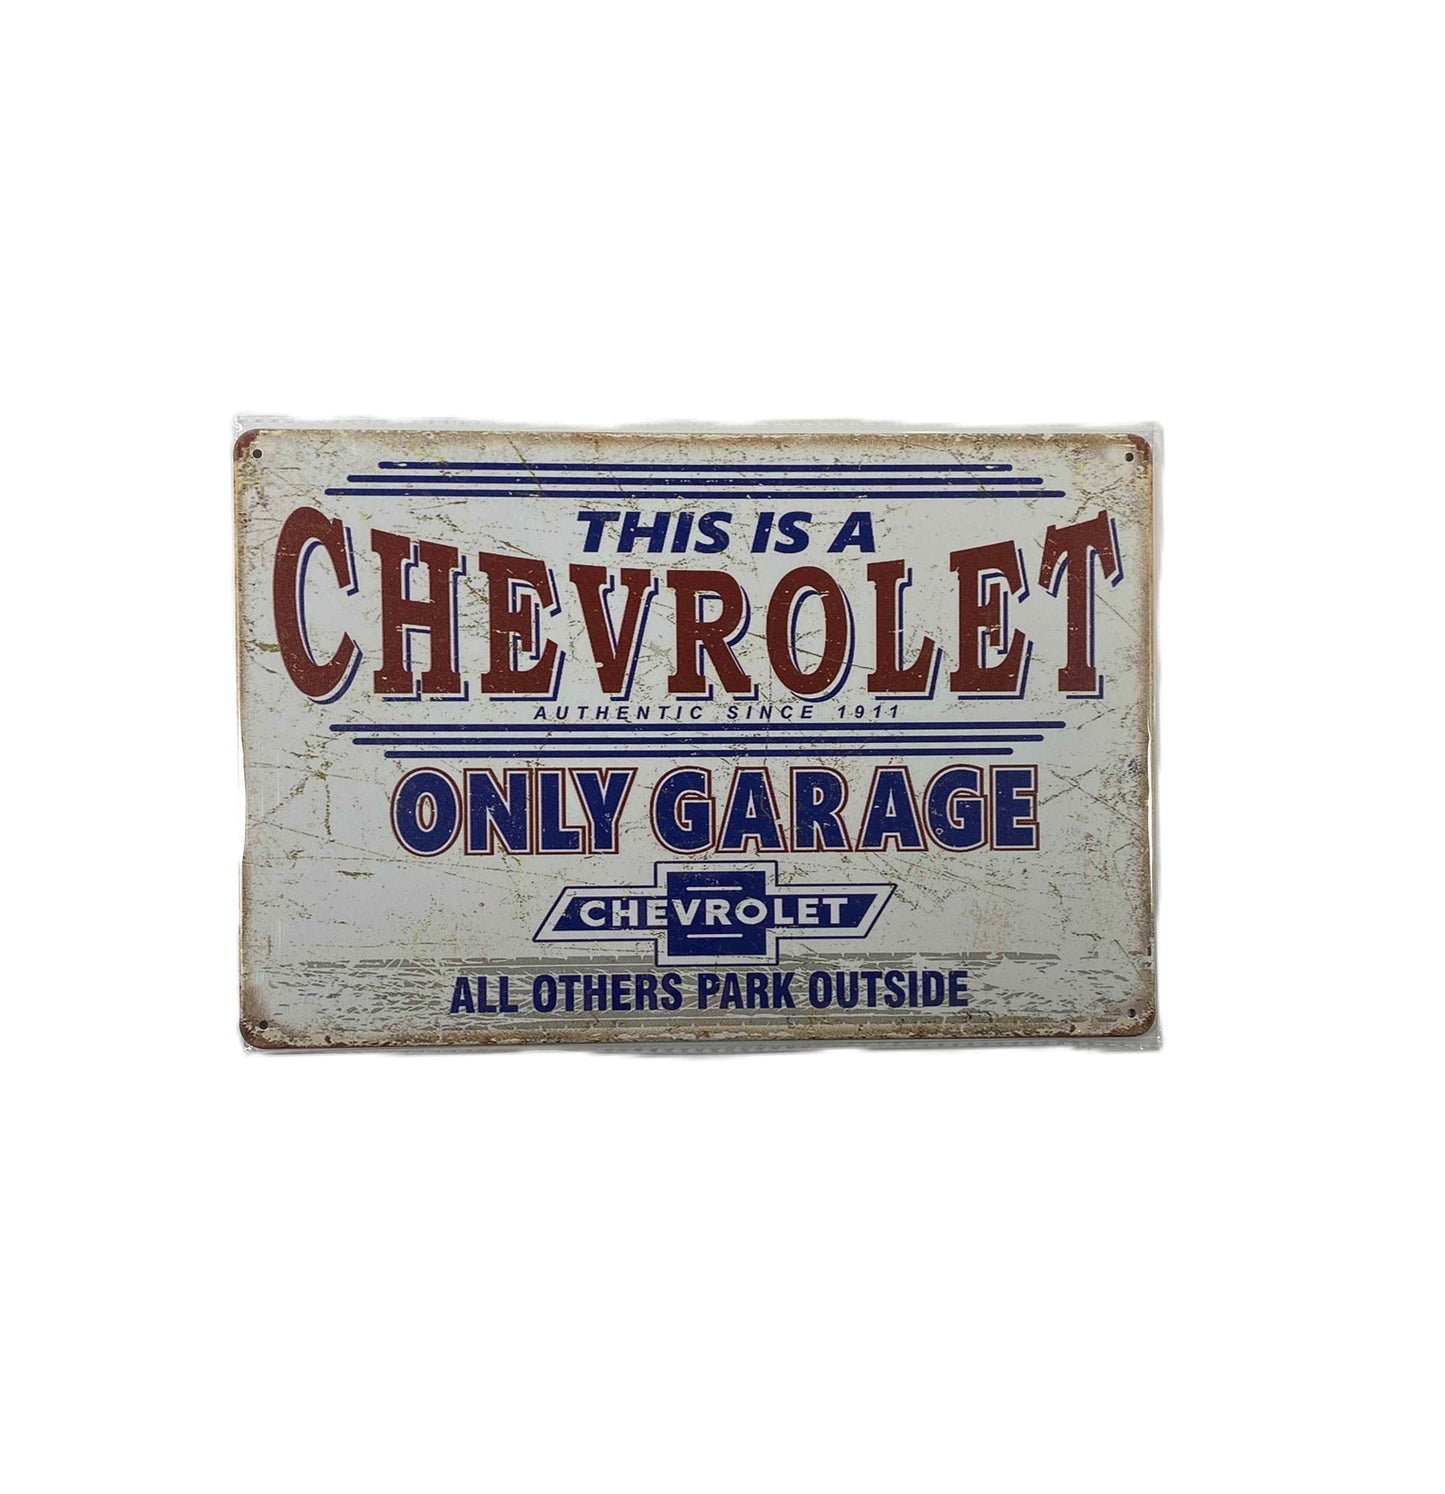 THIS IS A
CHEVROLET
AUTHENTIC SINCE 1911
ONLY GARAGE
CHEVROLET
ALL OTHERS PARK OUTSIDE